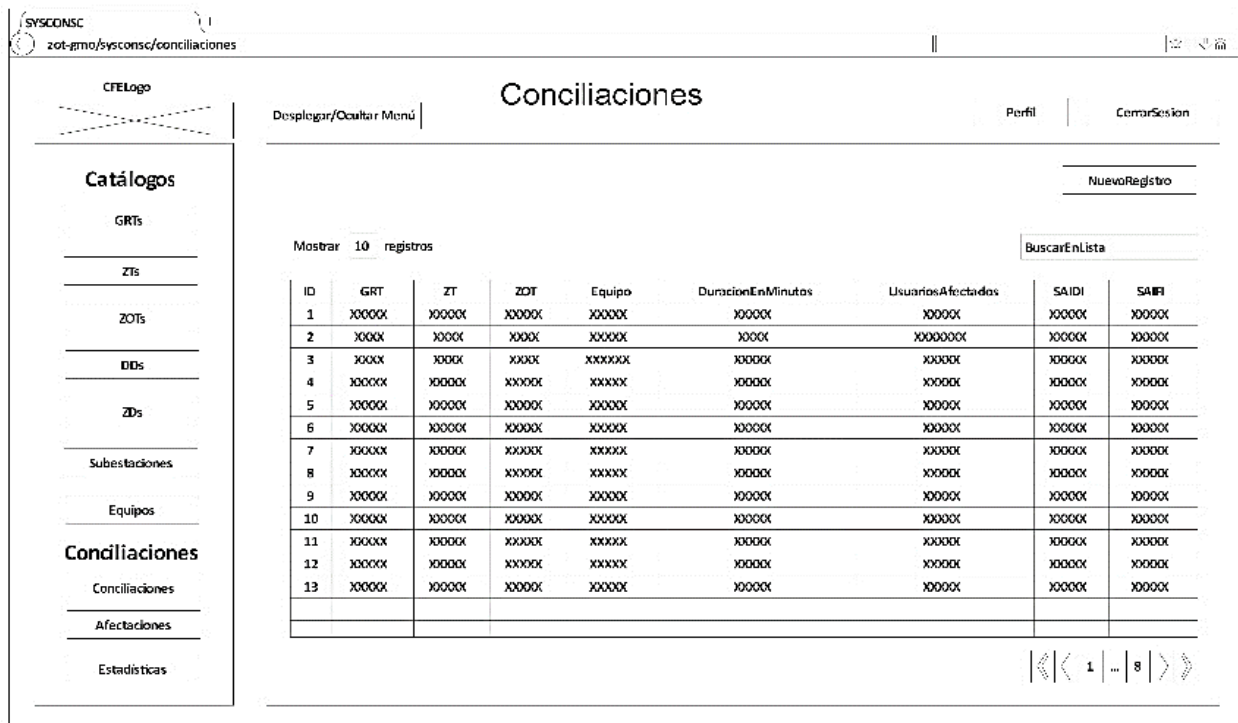 SYSCONSC
zot-gmo/sysconsc/conciliaciones
CFELogo
Desplegar/Ocultar Menú
Conciliaciones
Perfil
CerrarSesion
Catálogos
GRTs
ZTs
ZOTs
DDs
ZDs
Subestaciones
Equipos
Conciliaciones
Conciliaciones
Afectaciones
Estadísticas
NuevoRegistro
Mostrar 10 registros
BuscarEnLista
ID GRT ZT ZOT Equipo DuracionEnMinutos UsuariosAfectados SAIDI SAIFI
1 XXXXX XXXXX XXXXX XXXXX XXXXX XXXXX XXXXX XXXXX
2 XXXX XXXX XXXX XXXXX XXXX XXXXXXX XXXXX XXXXX
3 XXXX XXXX XXXX XXXXXX XXXXX XXXXX XXXXX XXXXX
4 XXXXX XXXXX XXXXX XXXXX XXXXX XXXXX XXXXX XXXXX
5 XXXXX XXXXX XXXXX XXXXX XXXXX XXXXX XXXXX XXXXX
6 XXXXX XXXXX XXXXX XXXXX XXXXX XXXXX XXXXX XXXXX
7 XXXXX XXXXX XXXXX XXXXX XXXXX XXXXX XXXXX XXXXX
8 XXXXX XXXXX XXXXX XXXXX XXXXX XXXXX XXXXX XXXXX
9 XXXXX XXXXX XXXXX XXXXX XXXXX XXXXX XXXXX XXXXX
10 XXXXX XXXXX XXXXX XXXXX XXXXX XXXXX XXXXX XXXXX
11 XXXXX XXXXX XXXXX XXXXX XXXXX XXXXX XXXXX XXXXX
12 XXXXX XXXXX XXXXX XXXXX XXXXX XXXXX XXXXX XXXXX
13 XXXXX XXXXX XXXXX XXXXX XXXXX XXXXX XXXXX XXXXX
1 ... 8